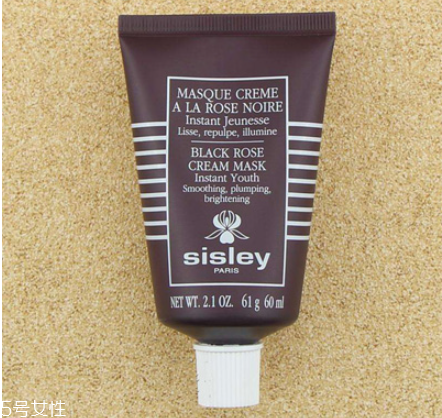 MASQUE CREME
A LA ROSE NOIRE
Instant Jeunesse
Lisse, repulpe, illumine
BLACK ROSE
CREAM MASK
Instant Youth
Smoothing, plumping,
brightening
sisley
PARIS
NET WT. 2.1 OZ. 61 g 60 ml
5号女性